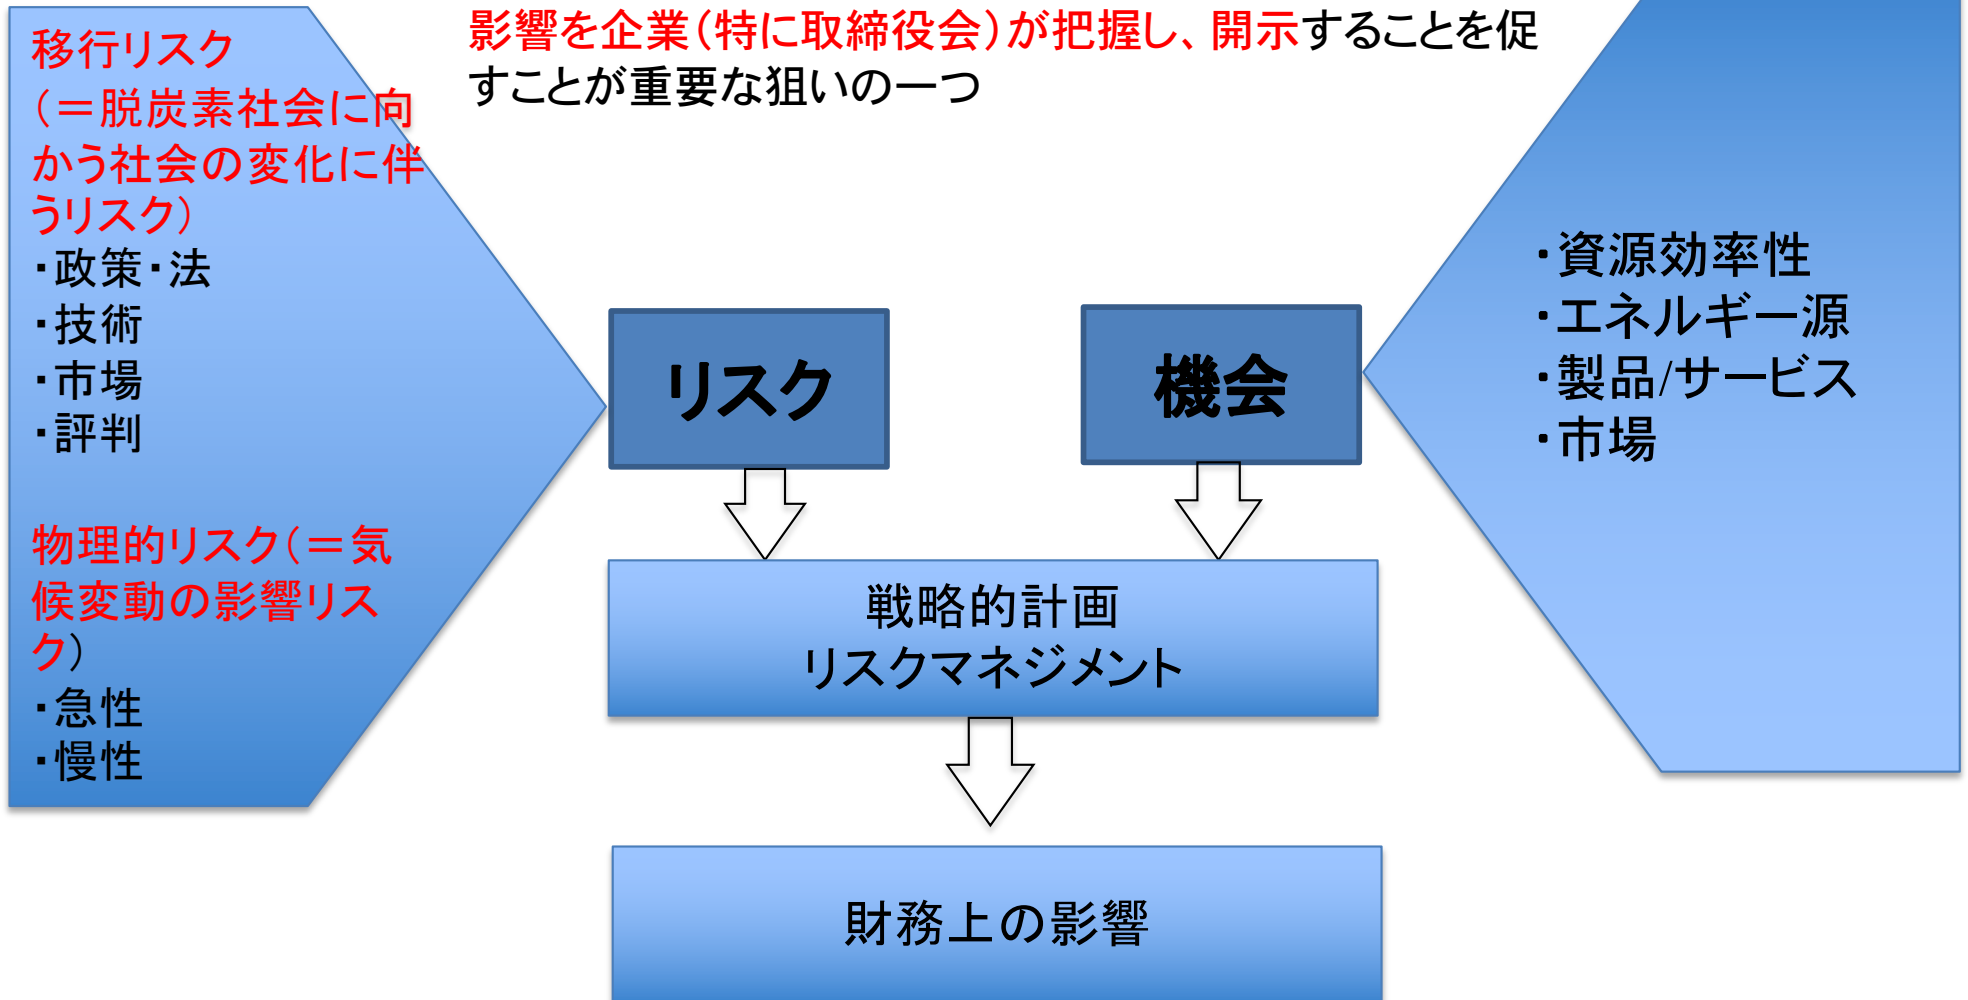 影響を企業(特に取締役会)が把握し、開示することを促
すことが重要な狙いの一つ
移行リスク
(＝脱炭素社会に向
かう社会の変化に伴
うリスク)
・政策・法
・技術
・市場
・評判
物理的リスク(＝気
候変動の影響リス
ク)
・急性
・慢性
リスク
機会
・資源効率性
・エネルギー源
・製品/サービス
・市場
戦略的計画
リスクマネジメント
財務上の影響